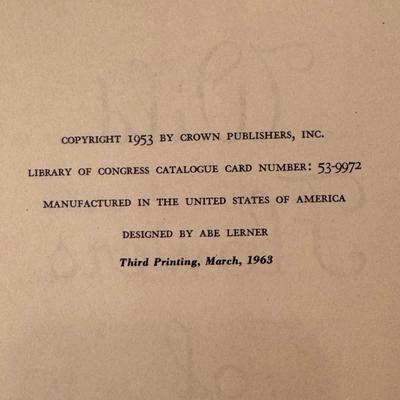 COPYRIGHT 1953 BY CROWN PUBLISHERS, INC.
LIBRARY OF CONGRESS CATALOGUE CARD NUMBER: 53-9972
MANUFACTURED IN THE UNITED STATES OF AMERICA
DESIGNED BY ABE LERNER
Third Printing, March, 1963